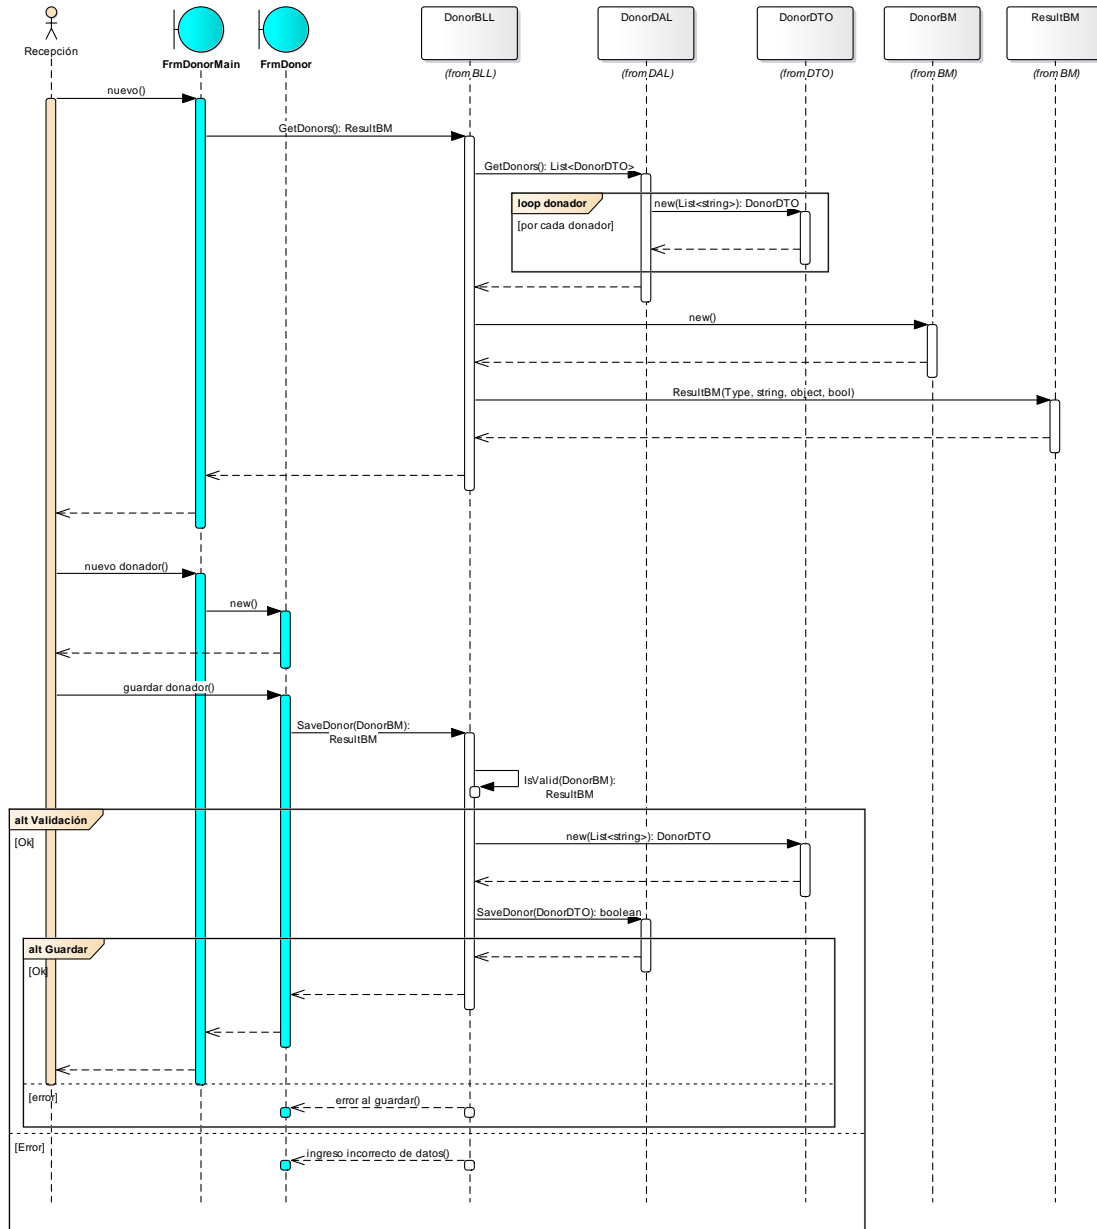 DonorBLL
DonorDAL
DonorDTO
DonorBM
ResultBM
Recepción
FrmDonorMain
FrmDonor
(from BLL)
(from DAL)
(from DTO)
(from BM)
(from BM)
nuevo()
GetDonors(): ResultBM
GetDonors(): List<DonorDTO>
loop donador
new(List<string>): DonorDTO
[por cada donador]
new()
ResultBM(Type, string, object, bool)
nuevo donador()
new()
guardar donador()
SaveDonor(DonorBM):
ResultBM
IsValid(DonorBM):
ResultBM
alt Validación
[Ok]
new(List<string>): DonorDTO
SaveDonor(DonorDTO): boolean
alt Guardar
[Ok]
[error]
error al guardar()
[Error]
ingreso incorrecto de datos()